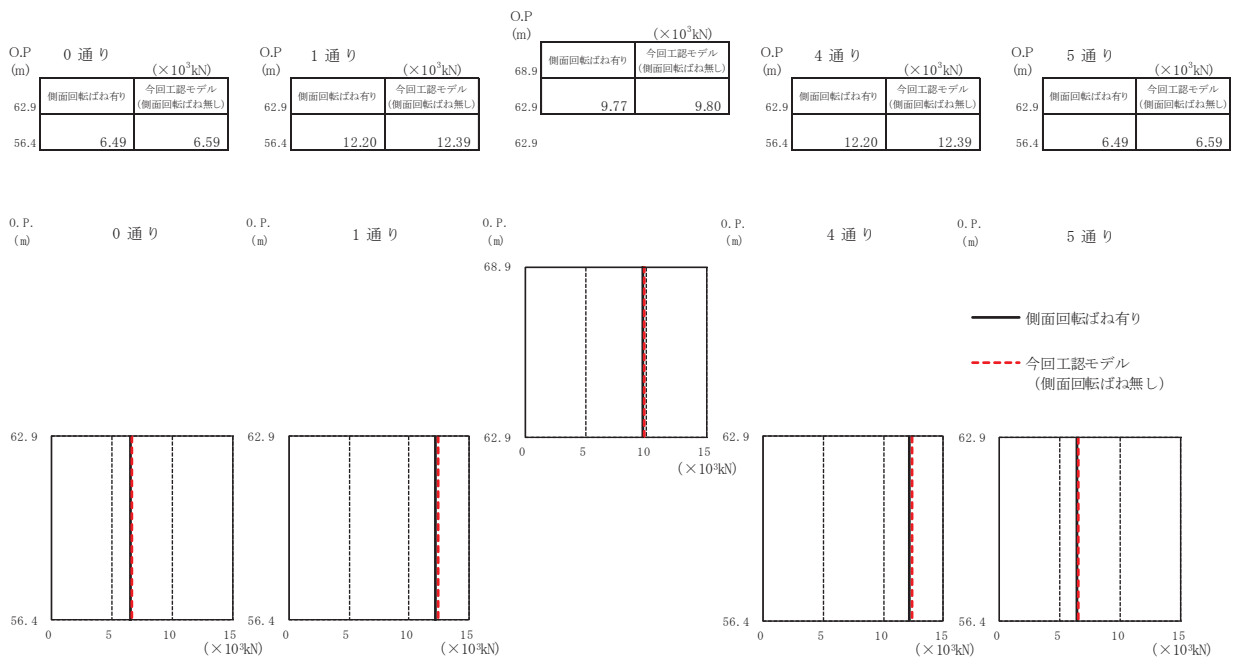 O.P
(m)
0 通り
(×10³kN)
側面回転ばね有り
今回工認モデル
(側面回転ばね無し)
62.9
56.4
6.49
6.59
O.P
(m)
1 通り
(×10³kN)
側面回転ばね有り
今回工認モデル
(側面回転ばね無し)
62.9
56.4
12.20
12.39
O.P
(m)
(×10³kN)
68.9
側面回転ばね有り
今回工認モデル
(側面回転ばね無し)
62.9
9.77
9.80
62.9
O.P
(m)
4 通り
(×10³kN)
側面回転ばね有り
今回工認モデル
(側面回転ばね無し)
62.9
56.4
12.20
12.39
O.P
(m)
5 通り
(×10³kN)
側面回転ばね有り
今回工認モデル
(側面回転ばね無し)
62.9
56.4
6.49
6.59
O.P.
(m)
0 通り
62.9
56.4
0 5 10 15
(×10³kN)
O.P.
(m)
1 通り
62.9
56.4
0 5 10 15
(×10³kN)
O.P.
(m)
68.9
62.9
0 5 10 15
(×10³kN)
O.P.
(m)
4 通り
62.9
56.4
0 5 10 15
(×10³kN)
O.P.
(m)
5 通り
側面回転ばね有り
今回工認モデル
(側面回転ばね無し)
62.9
56.4
0 5 10 15
(×10³kN)